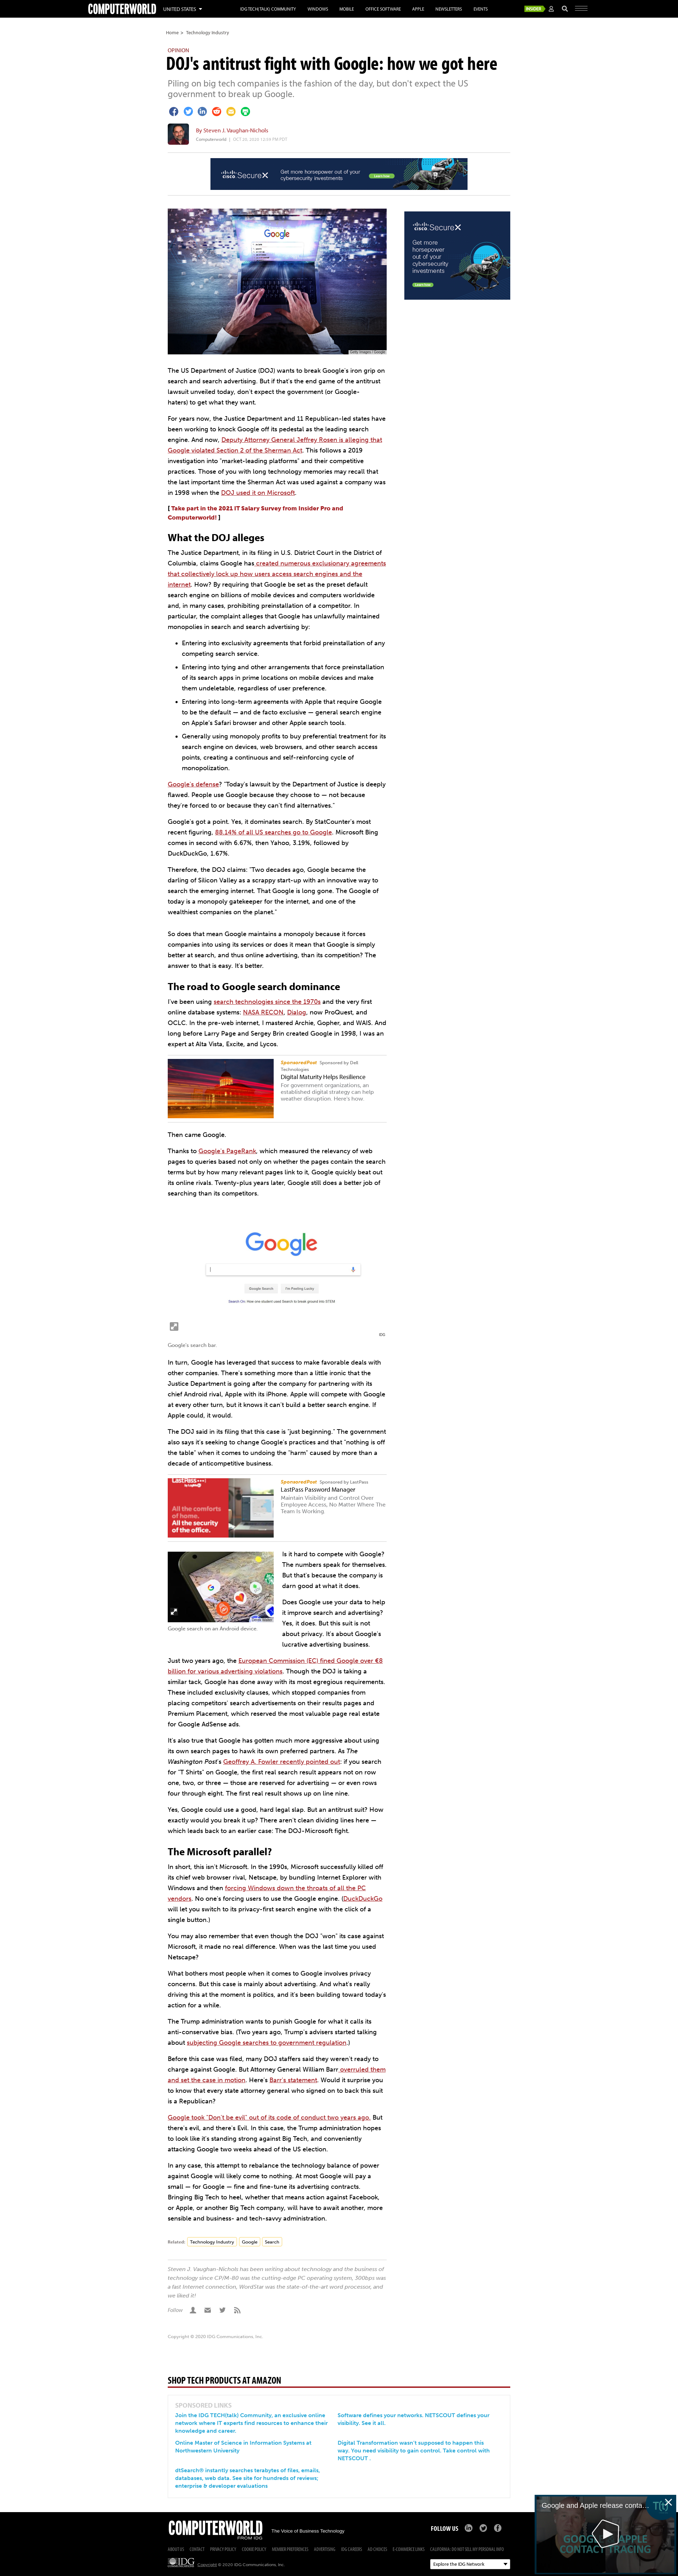 COMPUTERWORLD
UNITED STATES
IDG TECH(TALK) COMMUNITY
WINDOWS
MOBILE
OFFICE SOFTWARE
APPLE
NEWSLETTERS
EVENTS
INSIDER
Home > Technology Industry
OPINION
DOJ's antitrust fight with Google: how we got here
Piling on big tech companies is the fashion of the day, but don't expect the US
government to break up Google.
By Steven J. Vaughan-Nichols
Computerworld |
CISCO SecureX
Get more horsepower out of your
cybersecurity investments
CISCO SecureX
Get more
horsepower
out of your
cybersecurity
investments
Google
Getty Images / Google
The US Department of Justice (DOJ) wants to break Google's iron grip on
search and search advertising. But if that's the end game of the antitrust
lawsuit unveiled today, don't expect the government (or Google-
haters) to get what they want.
For years now, the Justice Department and 11 Republican-led states have
been working to knock Google off its pedestal as the leading search
engine. And now, Deputy Attorney General Jeffrey Rosen is alleging that
Google violated Section 2 of the Sherman Act. This follows a 2019
investigation into "market-leading platforms" and their competitive
practices. Those of you with long technology memories may recall that
the last important time the Sherman Act was used against a company was
in 1998 when the DOJ used it on Microsoft.
[ Take part in the 2021 IT Salary Survey from Insider Pro and
Computerworld! ]
What the DOJ alleges
The Justice Department, in its filing in U.S. District Court in the District of
Columbia, claims Google has created numerous exclusionary agreements
that collectively lock up how users access search engines and the
internet. How? By requiring that Google be set as the preset default
search engine on billions of mobile devices and computers worldwide
and, in many cases, prohibiting preinstallation of a competitor. In
particular, the complaint alleges that Google has unlawfully maintained
monopolies in search and search advertising by:
• Entering into exclusivity agreements that forbid preinstallation of any
competing search service.
• Entering into tying and other arrangements that force preinstallation
of its search apps in prime locations on mobile devices and make
them undeletable, regardless of user preference.
• Entering into long-term agreements with Apple that require Google
to be the default — and de facto exclusive — general search engine
on Apple's Safari browser and other Apple search tools.
• Generally using monopoly profits to buy preferential treatment for its
search engine on devices, web browsers, and other search access
points, creating a continuous and self-reinforcing cycle of
monopolization.
Google's defense? "Today's lawsuit by the Department of Justice is deeply
flawed. People use Google because they choose to — not because
they're forced to or because they can't find alternatives."
Google's got a point. Yes, it dominates search. By StatCounter's most
recent figuring, 88.14% of all US searches go to Google. Microsoft Bing
comes in second with 6.67%, then Yahoo, 3.19%, followed by
DuckDuckGo, 1.67%.
Therefore, the DOJ claims: "Two decades ago, Google became the
darling of Silicon Valley as a scrappy start-up with an innovative way to
search the emerging internet. That Google is long gone. The Google of
today is a monopoly gatekeeper for the internet, and one of the
wealthiest companies on the planet."
So does that mean Google maintains a monopoly because it forces
companies into using its services or does it mean that Google is simply
better at search, and thus online advertising, than its competition? The
answer to that is easy. It's better.
The road to Google search dominance
I've been using search technologies since the 1970s and the very first
online database systems: NASA RECON, Dialog, now ProQuest, and
OCLC. In the pre-web internet, I mastered Archie, Gopher, and WAIS. And
long before Larry Page and Sergey Brin created Google in 1998, I was an
expert at Alta Vista, Excite, and Lycos.
SponsoredPost Sponsored by Dell
Technologies
Digital Maturity Helps Resilience
For government organizations, an
established digital strategy can help
weather disruption. Here's how.
Then came Google.
Thanks to Google's PageRank, which measured the relevancy of web
pages to queries based not only on whether the pages contain the search
terms but by how many relevant pages link to it, Google quickly beat out
its online rivals. Twenty-plus years later, Google still does a better job of
searching than its competitors.
Google
Google Search
I'm Feeling Lucky
Search On: How one student used Search to break ground into STEM
IDG
Google's search bar.
In turn, Google has leveraged that success to make favorable deals with
other companies. There's something more than a little ironic that the
Justice Department is going after the company for partnering with its
chief Android rival, Apple with its iPhone. Apple will compete with Google
at every other turn, but it knows it can't build a better search engine. If
Apple could, it would.
The DOJ said in its filing that this case is "just beginning." The government
also says it's seeking to change Google's practices and that "nothing is off
the table" when it comes to undoing the "harm" caused by more than a
decade of anticompetitive business.
LastPass
All the comforts
of home.
All the security
of office.
SponsoredPost Sponsored by LastPass
LastPass Password Manager
Maintain Visibility and Control Over
Employee Access, No Matter Where The
Team Is Working.
Google search on an Android device.
Is it hard to compete with Google?
The numbers speak for themselves.
But that's because the company is
darn good at what it does.
Does Google use your data to help
it improve search and advertising?
Yes, it does. But this suit is not
about privacy. It's about Google's
lucrative advertising business.
Just two years ago, the European Commission (EC) fined Google over €8
billion for various advertising violations. Though the DOJ is taking a
similar tack, Google has done away with its most egregious requirements.
These included exclusivity clauses, which stopped companies from
placing competitors' search advertisements on their results pages and
Premium Placement, which reserved the most valuable page real estate
for Google AdSense ads.
It's also true that Google has gotten much more aggressive about using
its own search pages to hawk its own preferred partners. As The
Washington Post's Geoffrey A. Fowler recently pointed out: if you search
for "T Shirts" on Google, the first real search result appears not on row
one, two, or three — those are all reserved for advertising — or even rows
four through eight. The first real result shows up on line nine.
Yes, Google could use a good, hard legal slap. But an antitrust suit? How
exactly would you break it up? There aren't clean dividing lines here —
which leads back to an earlier case: The DOJ-Microsoft fight.
The Microsoft parallel?
In short, this isn't Microsoft. In the 1990s, Microsoft successfully killed off
its chief web browser rival, Netscape, by bundling Internet Explorer with
Windows and then forcing Windows down the throats of all the PC
vendors. No one's forcing users to use the Google engine. (DuckDuckGo
will let you switch to its privacy-first search engine with the click of a
single button.)
You may also remember that even though the DOJ "won" its case against
Microsoft, it made no real difference. When was the last time you used
Netscape?
What bothers most people when it comes to Google involves privacy
concerns. But this case is mainly about advertising. And what's really
driving this at the moment is politics, and it's been building toward today's
action for a while.
The Trump administration wants to punish Google for what it calls its
anti-conservative bias. (Two years ago, Trump's advisers started talking
about subjecting Google searches to government regulation.)
Before this case was filed, many DOJ staffers said they weren't ready to
charge against Google. But Attorney General William Barr overruled them
and set the case in motion. Here's Barr's statement. Would it surprise you
to know that every state attorney general who signed on to back this suit
is a Republican?
Google took "Don't be evil" out of its code of conduct two years ago. But
there's evil, and there's Evil. In this case, the Trump administration hopes
to look like it's standing strong against Big Tech, and conveniently
attacking Google two weeks ahead of the US election.
In any case, this attempt to rebalance the technology balance of power
against Google will likely come to nothing. At most Google will pay a
small — for Google — fine and fine-tune its advertising contracts.
Bringing Big Tech to heel, whether that means action against Facebook,
or Apple, or another Big Tech company, will have to await another, more
sensible and business- and tech-savvy administration.
Related: Technology Industry Google Search
Steven J. Vaughan-Nichols has been writing about technology and the business of
technology since CP/M-80 was the cutting-edge PC operating system, 300bps was
a fast Internet connection, WordStar was the state-of-the-art word processor, and
we liked it!
Follow
Copyright © 2020 IDG Communications, Inc.
SHOP TECH PRODUCTS AT AMAZON
SPONSORED LINKS
Join the IDG TECH(talk) Community, an exclusive online
network where IT experts find resources to enhance their
knowledge and career.
Online Master of Science in Information Systems at
Northwestern University
dtSearch® instantly searches terabytes of files, emails,
databases, web data. See site for hundreds of reviews;
enterprise & developer evaluations
Software defines your networks. NETSCOUT defines your
visibility. See it all.
Digital Transformation wasn't supposed to happen this
way. You need visibility to gain control. Take control with
NETSCOUT .
COMPUTERWORLD
FROM IDG
The Voice of Business Technology
FOLLOW US
ABOUT US
CONTACT
PRIVACY POLICY
COOKIE POLICY
MEMBER PREFERENCES
ADVERTISING
IDG CAREERS
AD CHOICES
E-COMMERCE LINKS
CALIFORNIA: DO NOT SELL MY PERSONAL INFO
IDG
COMMUNICATIONS
Copyright © 2020 IDG Communications, Inc.
Explore the IDG Network
Google and Apple release conta...
T(t)
GOOGLE APPLE
CONTACT TRACING